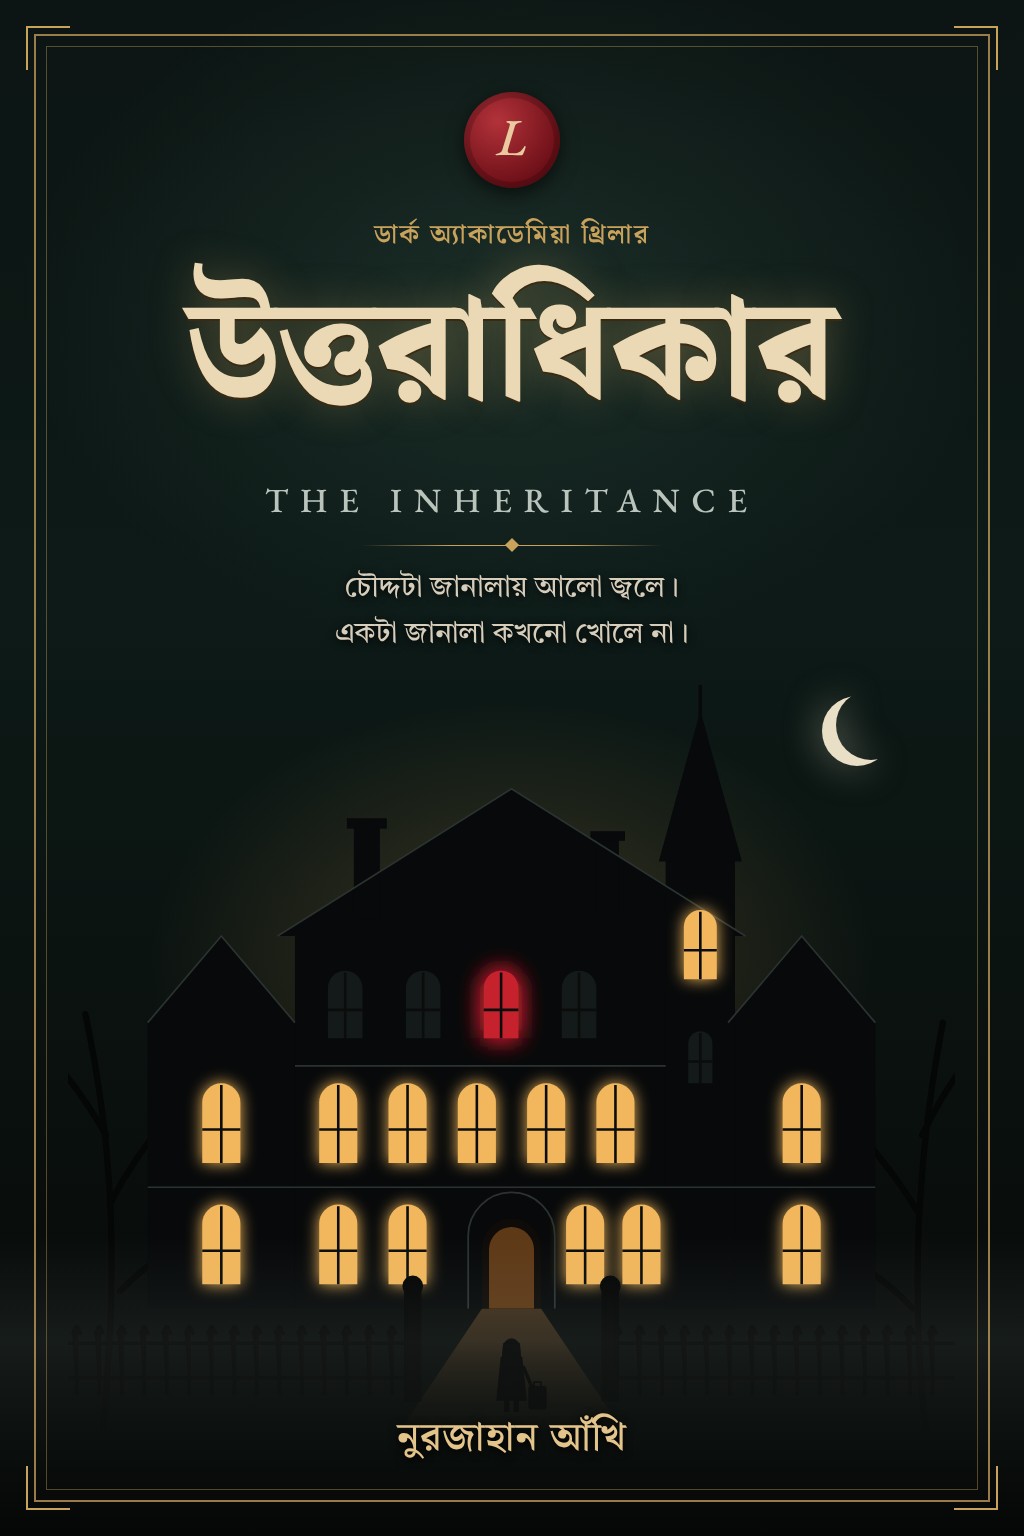 L
ডার্ক অ্যাকাডেমিয়া থ্রিলার
উত্তরাধিকার
THE INHERITANCE
চৌদ্দটা জানালায় আলো জ্বলে।
একটা জানালা কখনো খোলে না।
নুরজাহান আঁখি